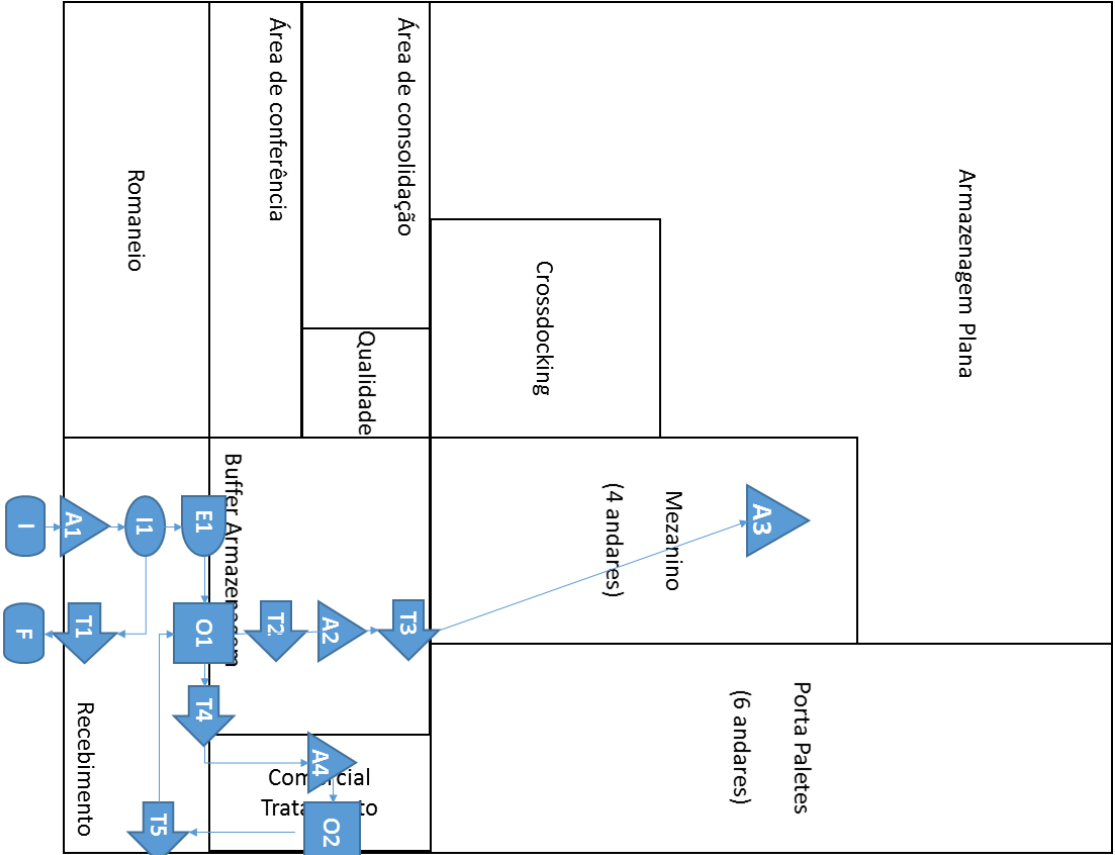 Armazenagem Plana
Área de consolidação
Área de conferência
Romaneio
Crossdocking
Qualidade
Mezanino
(4 andares)
Porta Paletes
(6 andares)
Buffer Armazenagem
Recebimento
Comercial
Tratamento
I
A1
I1
E1
F
T1
O1
T2
A2
T3
A3
T4
A4
O2
T5